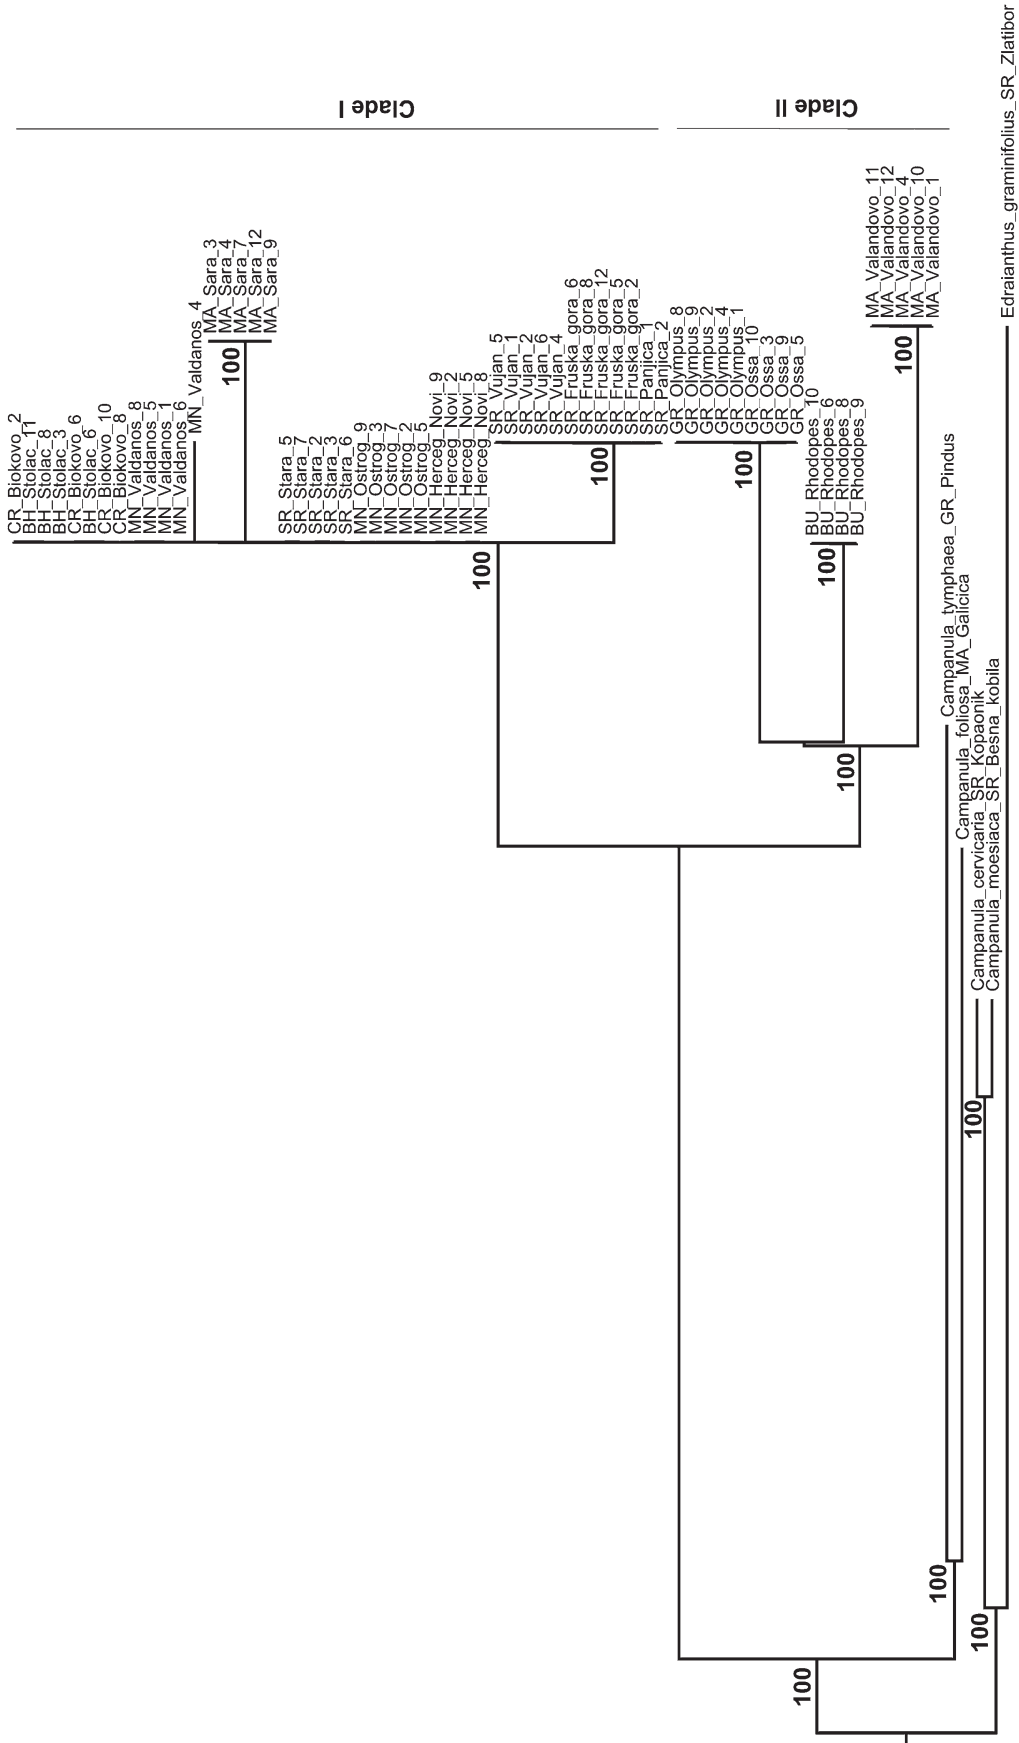 CR_Biokovo_2
BH_Stolac_11
BH_Stolac_8
BH_Stolac_3
CR_Biokovo_6
BH_Stolac_6
CR_Biokovo_10
CR_Biokovo_8
MN_Valdanos_8
MN_Valdanos_5
MN_Valdanos_1
MN_Valdanos_6
MN_Valdanos_4
MA_Sara_3
MA_Sara_4
MA_Sara_7
MA_Sara_12
MA_Sara_9
100
SR_Stara_5
SR_Stara_7
SR_Stara_2
SR_Stara_3
SR_Stara_6
MN_Ostrog_9
MN_Ostrog_3
MN_Ostrog_7
MN_Ostrog_2
MN_Ostrog_5
MN_Herceg_Novi_9
MN_Herceg_Novi_2
MN_Herceg_Novi_5
MN_Herceg_Novi_8
100
SR_Vujan_5
SR_Vujan_1
SR_Vujan_2
SR_Vujan_6
SR_Vujan_4
SR_Fruska_gora_6
SR_Fruska_gora_8
SR_Fruska_gora_12
SR_Fruska_gora_5
SR_Fruska_gora_2
SR_Panjica_1
SR_Panjica_2
100
Clade I
GR_Olympus_8
GR_Olympus_9
GR_Olympus_2
GR_Olympus_4
GR_Olympus_1
GR_Ossa_10
GR_Ossa_3
GR_Ossa_9
GR_Ossa_5
100
BU_Rhodopes_10
BU_Rhodopes_6
BU_Rhodopes_8
BU_Rhodopes_9
100
MA_Valandovo_11
MA_Valandovo_12
MA_Valandovo_4
MA_Valandovo_10
MA_Valandovo_1
100
100
Clade II
Campanula_tymphaea_GR_Pindus
Campanula_foliosa_MA_Galicica
100
100
Campanula_cervicaria_SR_Kopaonik
Campanula_moesiaca_SR_Besna_kobila
100
100
Edraianthus_graminifolius_SR_Zlatibor